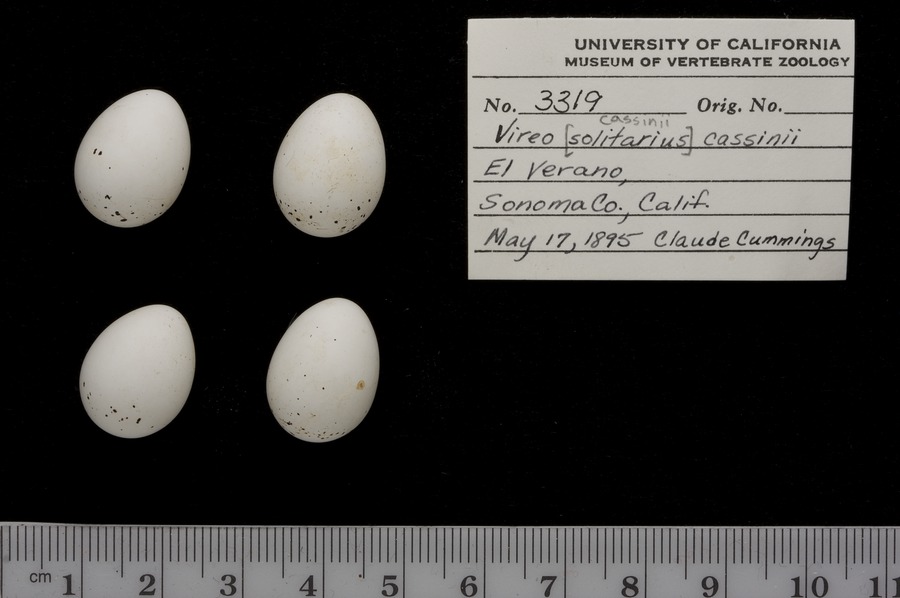 UNIVERSITY OF CALIFORNIA
MUSEUM OF VERTEBRATE ZOOLOGY
No. 3319 Orig. No.
cassinii
Vireo [solitarius] cassinii
El Verano,
Sonoma Co., Calif.
May 17, 1895 Claude Cummings
cm 1 2 3 4 5 6 7 8 9 10 11